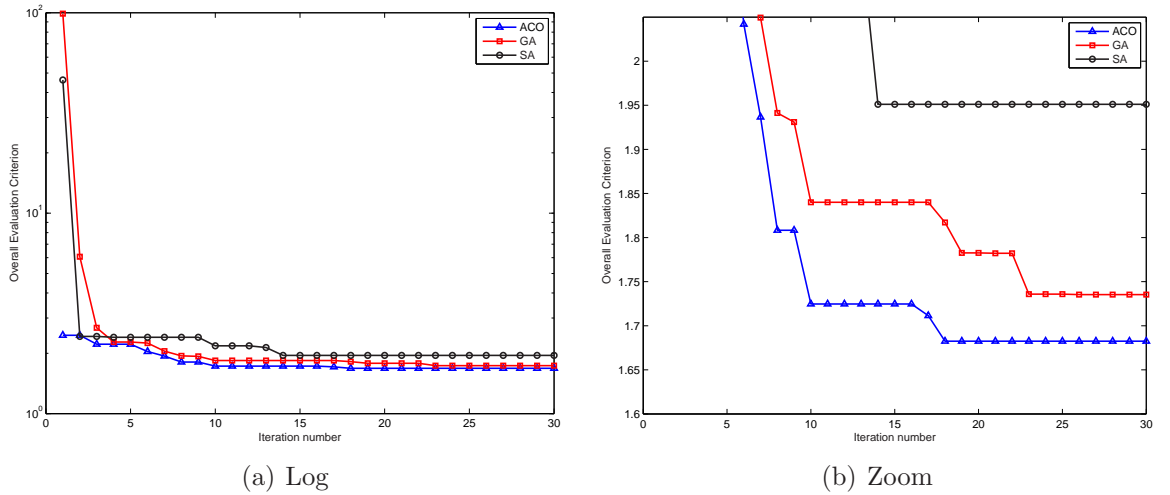 10^2
10^1
10^0
Overall Evaluation Criterion
0 5 10 15 20 25 30
Iteration number
ACO
GA
SA
(a) Log
2
1.95
1.9
1.85
1.8
1.75
1.7
1.65
1.6
Overall Evaluation Criterion
0 5 10 15 20 25 30
Iteration number
ACO
GA
SA
(b) Zoom